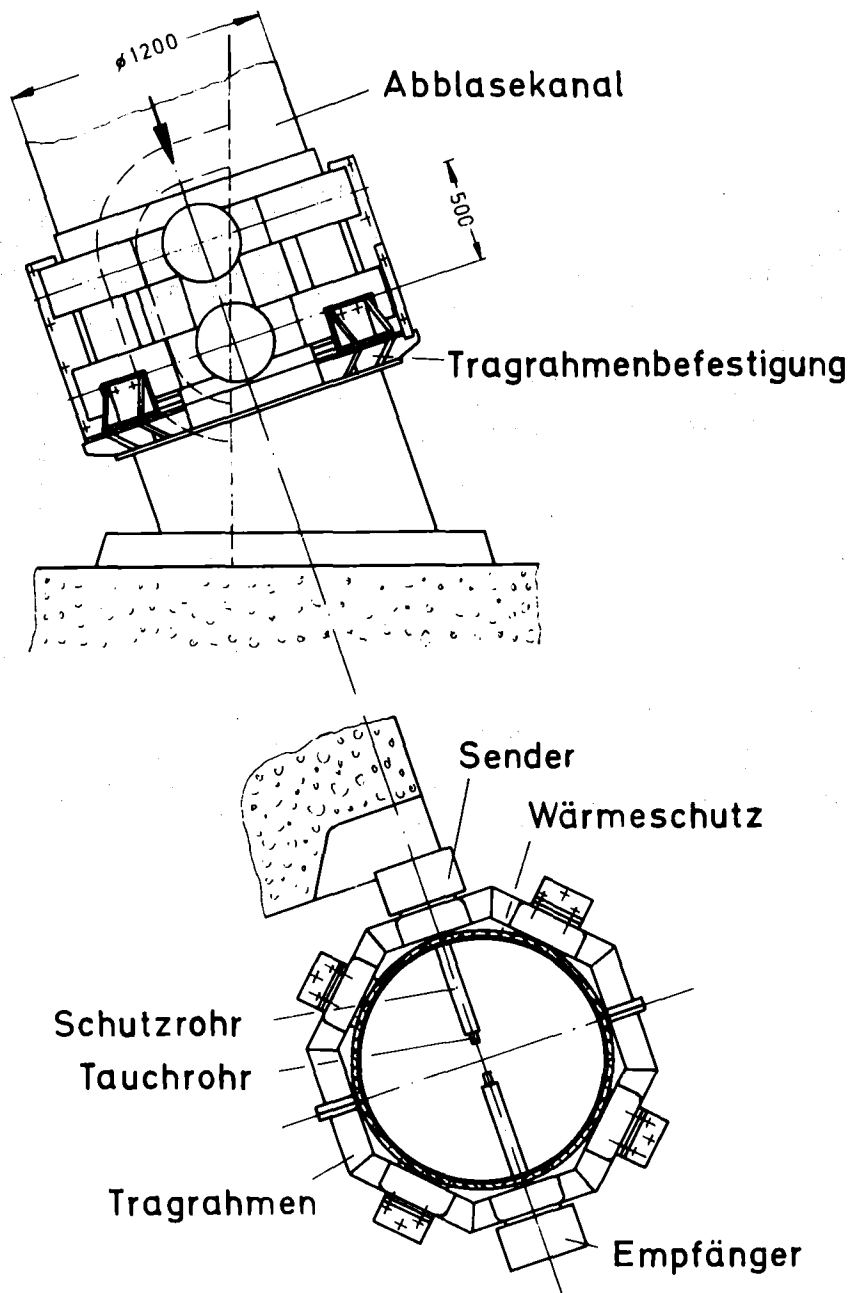 ø1200
Abblasekanal
500
Tragrahmenbefestigung
Sender
Wärmeschutz
Schutzrohr
Tauchrohr
Tragrahmen
Empfänger